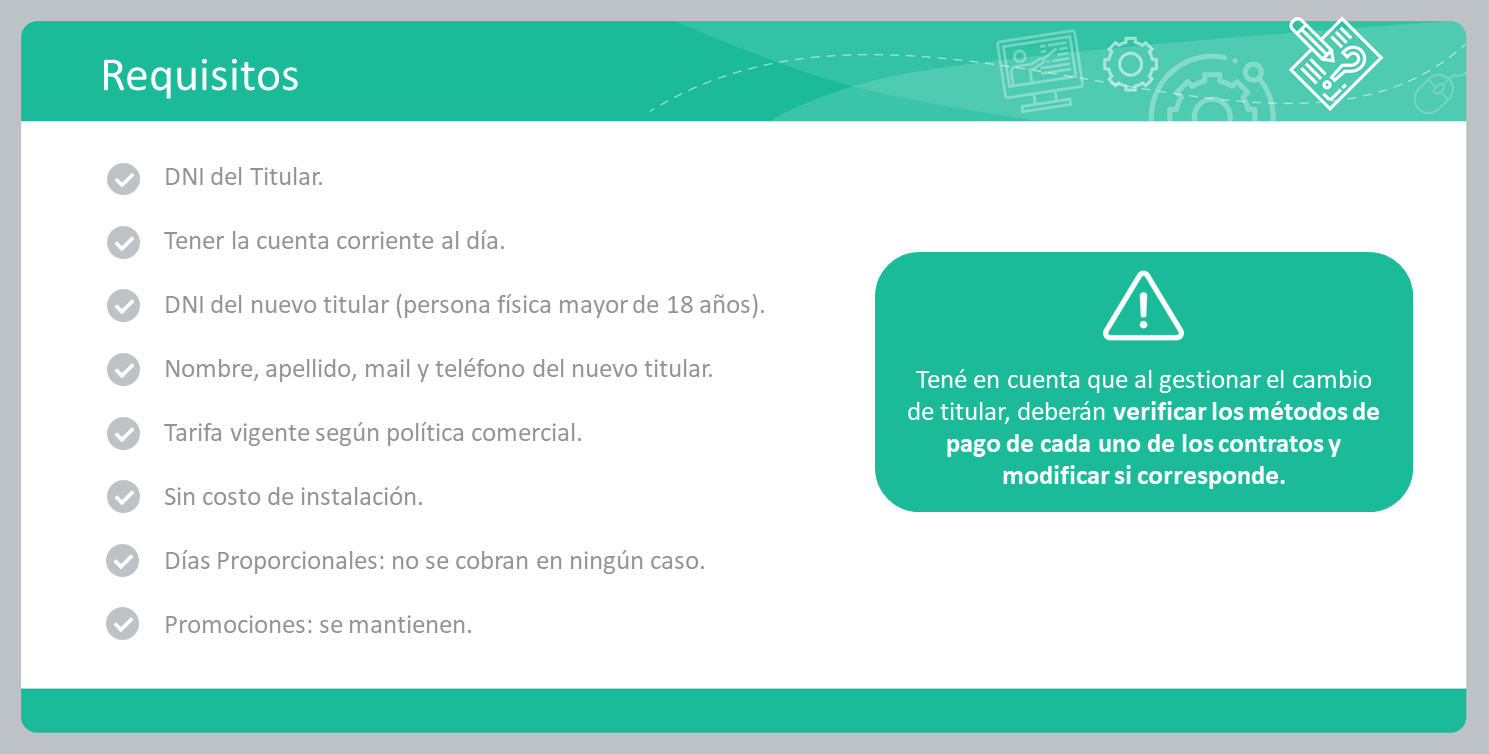 Requisitos
DNI del Titular.
Tener la cuenta corriente al día.
DNI del nuevo titular (persona física mayor de 18 años).
Nombre, apellido, mail y teléfono del nuevo titular.
Tarifa vigente según política comercial.
Sin costo de instalación.
Días Proporcionales: no se cobran en ningún caso.
Promociones: se mantienen.
Tené en cuenta que al gestionar el cambio
de titular, deberán verificar los métodos de
pago de cada uno de los contratos y
modificar si corresponde.